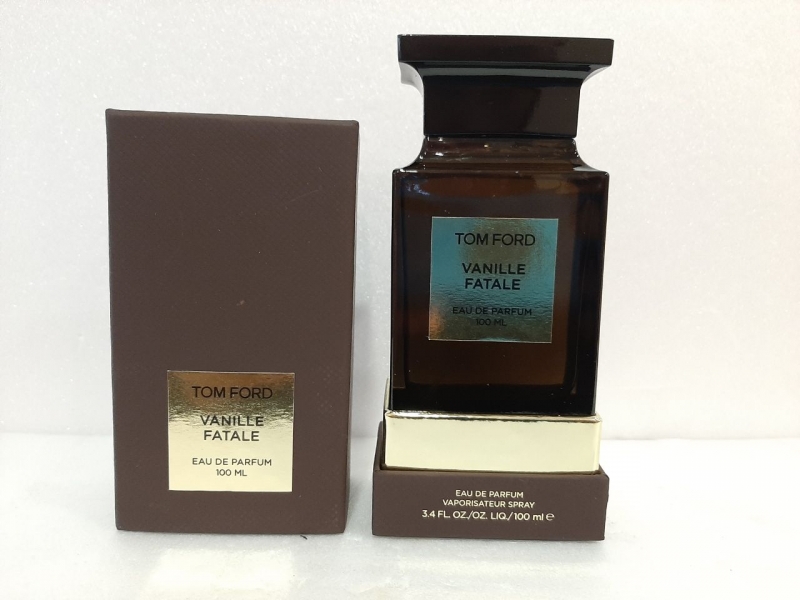 TOM FORD
VANILLE
FATALE
EAU DE PARFUM
100 ML
TOM FORD
VANILLE
FATALE
EAU DE PARFUM
100 ML
EAU DE PARFUM
VAPORISATEUR SPRAY
3.4 FL. OZ./OZ. LIQ./100 ml ℮